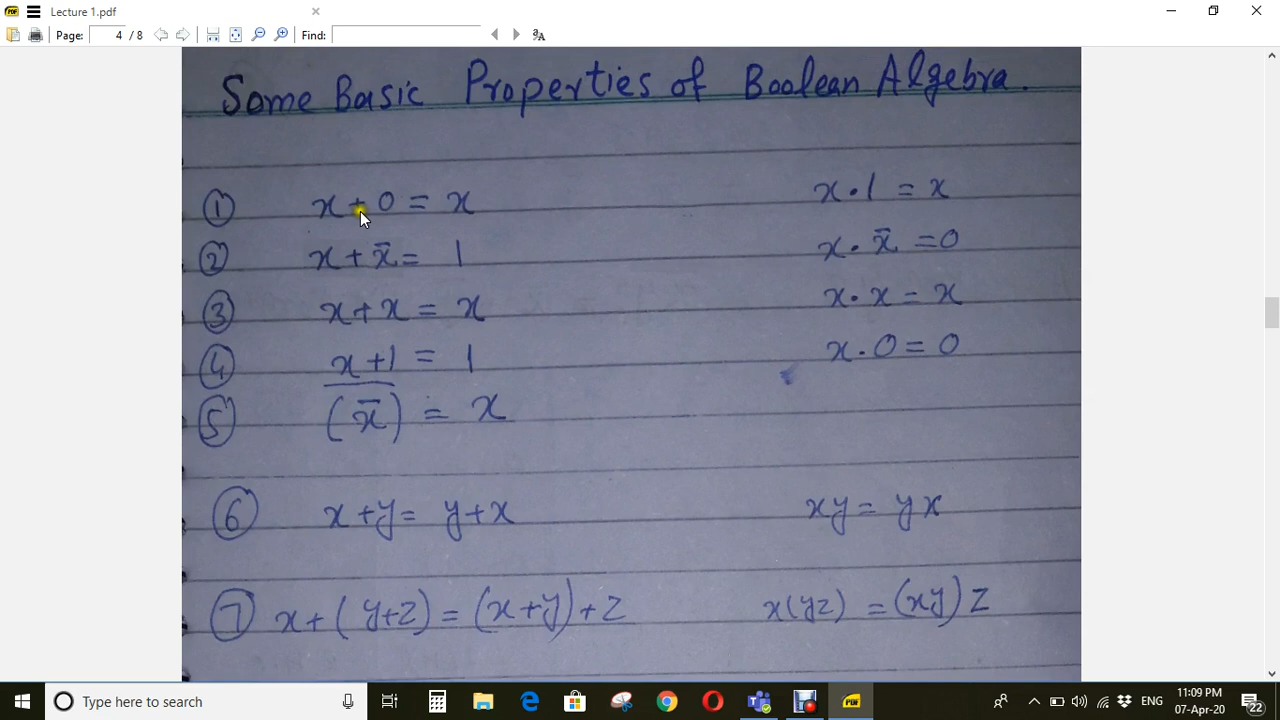 Lecture 1.pdf
Page: 4 / 8 Find:
Some Basic Properties of Boolean Algebra.
① x + 0 = x x · 1 = x
② x + x̄ = 1 x · x̄ = 0
③ x + x = x x · x = x
④ x + 1 = 1 x · 0 = 0
⑤ \overline{(x̄)} = x
⑥ x + y = y + x xy = yx
⑦ x + (y + z) = (x + y) + z x(yz) = (xy)z
Type here to search
ENG
11:09 PM
07-Apr-20
22